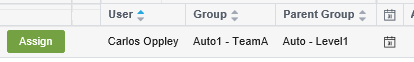 User Group Parent Group
Assign Carlos Oppley Auto1 - TeamA Auto - Level1